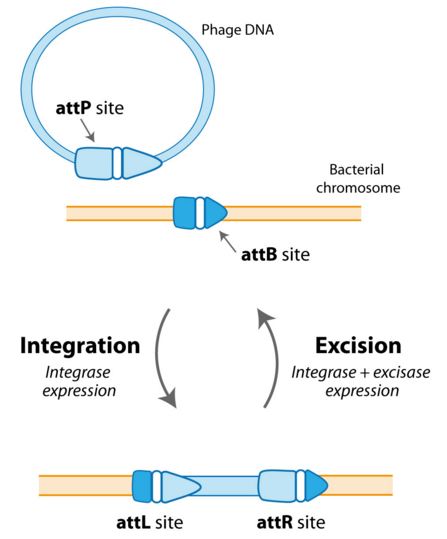 Phage DNA
attP site
Bacterial
chromosome
attB site
Integration
Integrase
expression
Excision
Integrase + excisase
expression
attL site
attR site